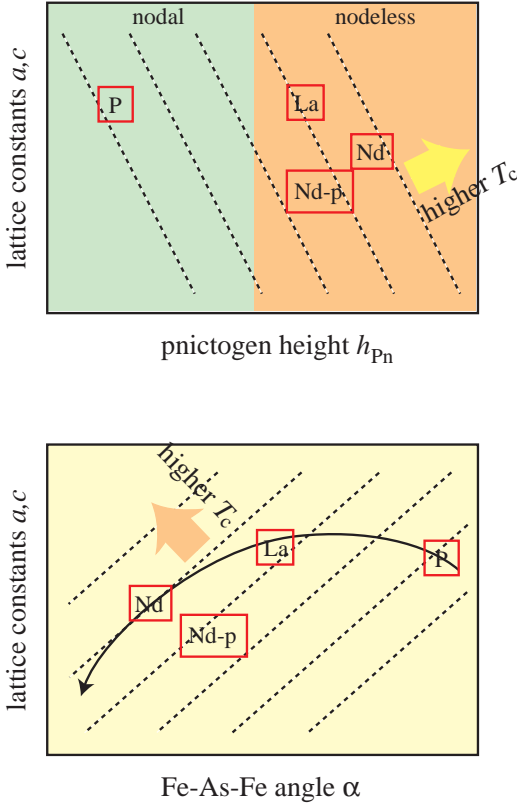 nodal nodeless
lattice constants a,c
P
La
Nd
Nd-p
higher Tc
pnictogen height hPn
higher Tc
lattice constants a,c
La
P
Nd
Nd-p
Fe-As-Fe angle α